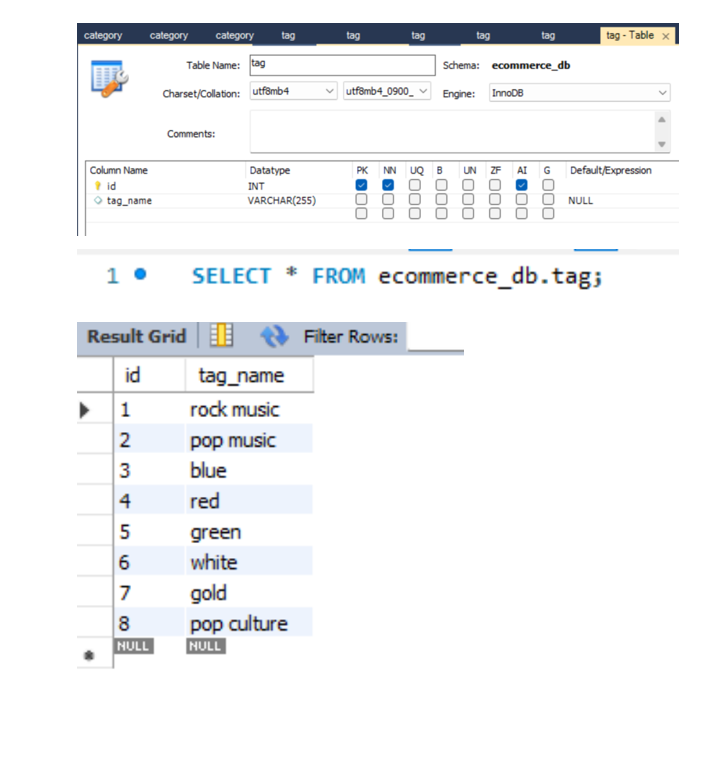 category category category tag tag tag tag tag tag - Table ×
Table Name: tag Schema: ecommerce_db
Charset/Collation: utf8mb4 utf8mb4_0900_ Engine: InnoDB
Comments:
Column Name Datatype PK NN UQ B UN ZF AI G Default/Expression
id INT
tag_name VARCHAR(255) NULL
1 SELECT * FROM ecommerce_db.tag;
Result Grid Filter Rows:
id tag_name
1 rock music
2 pop music
3 blue
4 red
5 green
6 white
7 gold
8 pop culture
NULL NULL